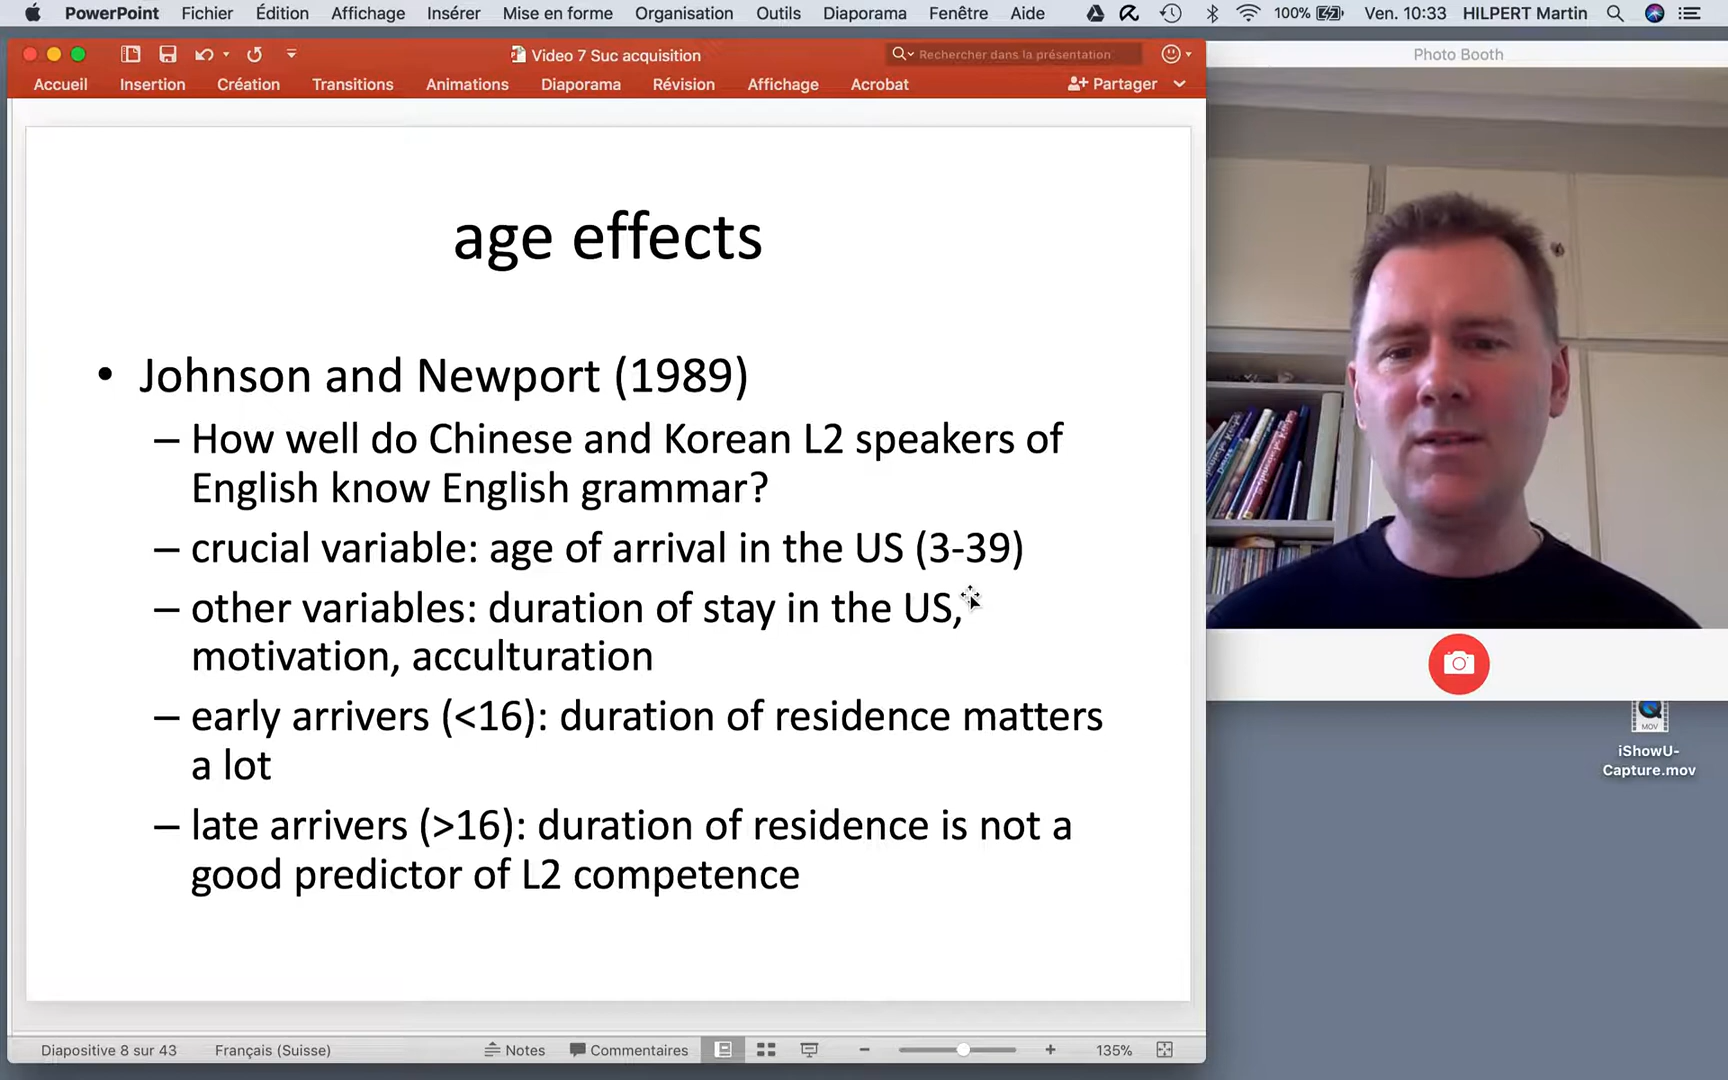 PowerPoint Fichier Édition Affichage Insérer Mise en forme Organisation Outils Diaporama Fenêtre Aide 100% Ven. 10:33 HILPERT Martin
Video 7 Suc acquisition
Rechercher dans la présentation
Photo Booth
Accueil Insertion Création Transitions Animations Diaporama Révision Affichage Acrobat Partager
age effects
• Johnson and Newport (1989)
– How well do Chinese and Korean L2 speakers of
English know English grammar?
– crucial variable: age of arrival in the US (3-39)
– other variables: duration of stay in the US,
motivation, acculturation
– early arrivers (<16): duration of residence matters
a lot
– late arrivers (>16): duration of residence is not a
good predictor of L2 competence
MOV
iShowU-
Capture.mov
Diapositive 8 sur 43 Français (Suisse) Notes Commentaires 135%